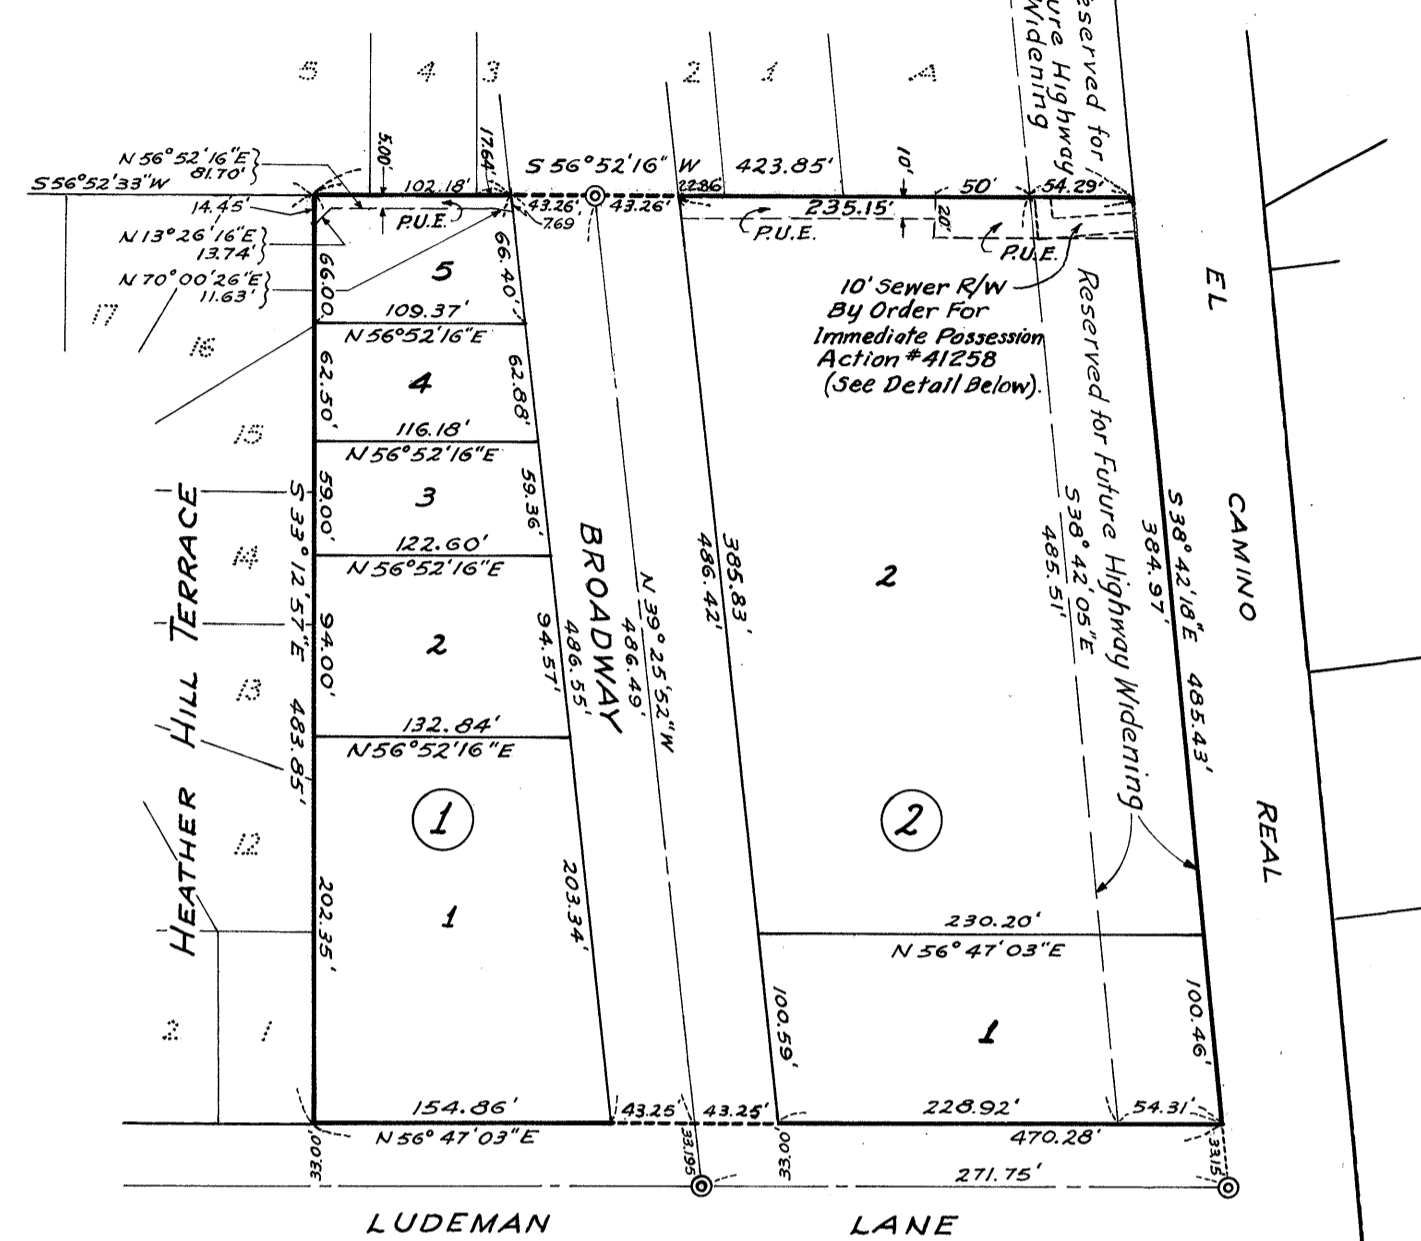 Reserved for
Future Highway
Widening
5
4
3
2
1
A
N 56°52'16"E
81.70'
S56°52'33"W
5.00'
17.64'
S 56°52'16" W 423.85'
102.18'
22.86
10'
50'
54.29'
14.45'
43.26'
43.26'
7.69
235.15'
20'
P.U.E.
P.U.E.
P.U.E.
N 13°26'16"E
13.74'
N 70°00'26"E
11.63'
66.00'
5
66.40'
109.37'
N 56°52'16"E
10' Sewer R/W
By Order For
Immediate Possession
Action #41258
(See Detail Below).
17
16
62.50'
4
62.88'
116.18'
N 56°52'16"E
15
59.00'
3
59.36'
122.60'
N 56°52'16"E
14
94.00'
2
94.57'
486.55'
132.84'
N 56°52'16"E
13
S 33°12'57"E 483.85'
HEATHER HILL TERRACE
12
1
202.35'
1
203.34'
2
1
BROADWAY
N 39°25'52"W
486.49'
385.83'
486.42'
2
2
Reserved for Future Highway Widening
S38°42'05"E
485.51'
S38°42'18"E 485.43'
384.97'
EL CAMINO REAL
230.20'
N 56°47'03"E
100.59'
1
100.46'
154.86'
43.25'
43.25'
228.92'
54.31'
N 56°47'03"E
470.28'
33.00'
33.195
33.00'
33.15
271.75'
LUDEMAN LANE